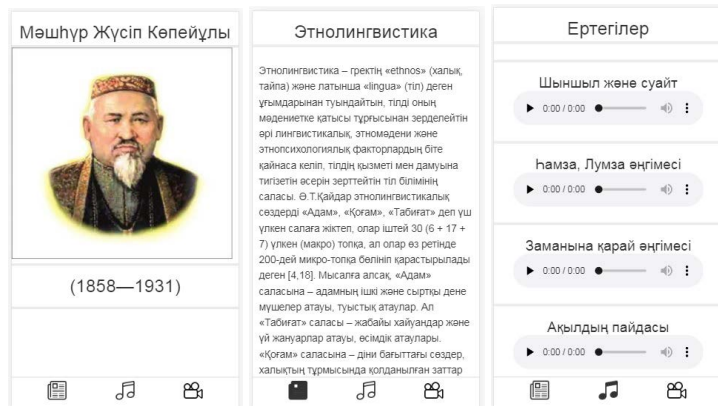 Мәшһүр Жүсіп Көпейұлы
(1858—1931)
Этнолингвистика
Этнолингвистика – гректің «ethnos» (халық,
тайпа) және латынша «lingua» (тіл) деген
ұғымдарынан туындайтын, тілді оның
мәдениетке қатысы тұрғысынан зерделейтін
әрі лингвистикалық, этномәдени және
этнопсихологиялық факторлардың біте
қайнаса келіп, тілдің қызметі мен дамуына
тигізетін әсерін зерттейтін тіл білімінің
саласы. Ө.Т.Қайдар этнолингвистикалық
сөздерді «Адам», «Қоғам», «Табиғат» деп үш
үлкен салаға жіктеп, олар іштей 30 (6 + 17 +
7) үлкен (макро) топқа, ал олар өз ретінде
200-дей микро-топқа бөлініп қарастырылады
деген [4,18]. Мысалға алсақ, «Адам»
саласына – адамның ішкі және сыртқы дене
мүшелер атауы, туыстық атаулар. Ал
«Табиғат» саласы – жабайы хайуандар және
үй жануарлар атауы, өсімдік атаулары.
«Қоғам» саласына – діни бағыттағы сөздер,
халықтың тұрмысында қолданылған заттар
Ертегілер
Шыншыл және суайт
0:00 / 0:00
Һамза, Лумза әңгімесі
0:00 / 0:00
Заманына қарай әңгімесі
0:00 / 0:00
Ақылдың пайдасы
0:00 / 0:00